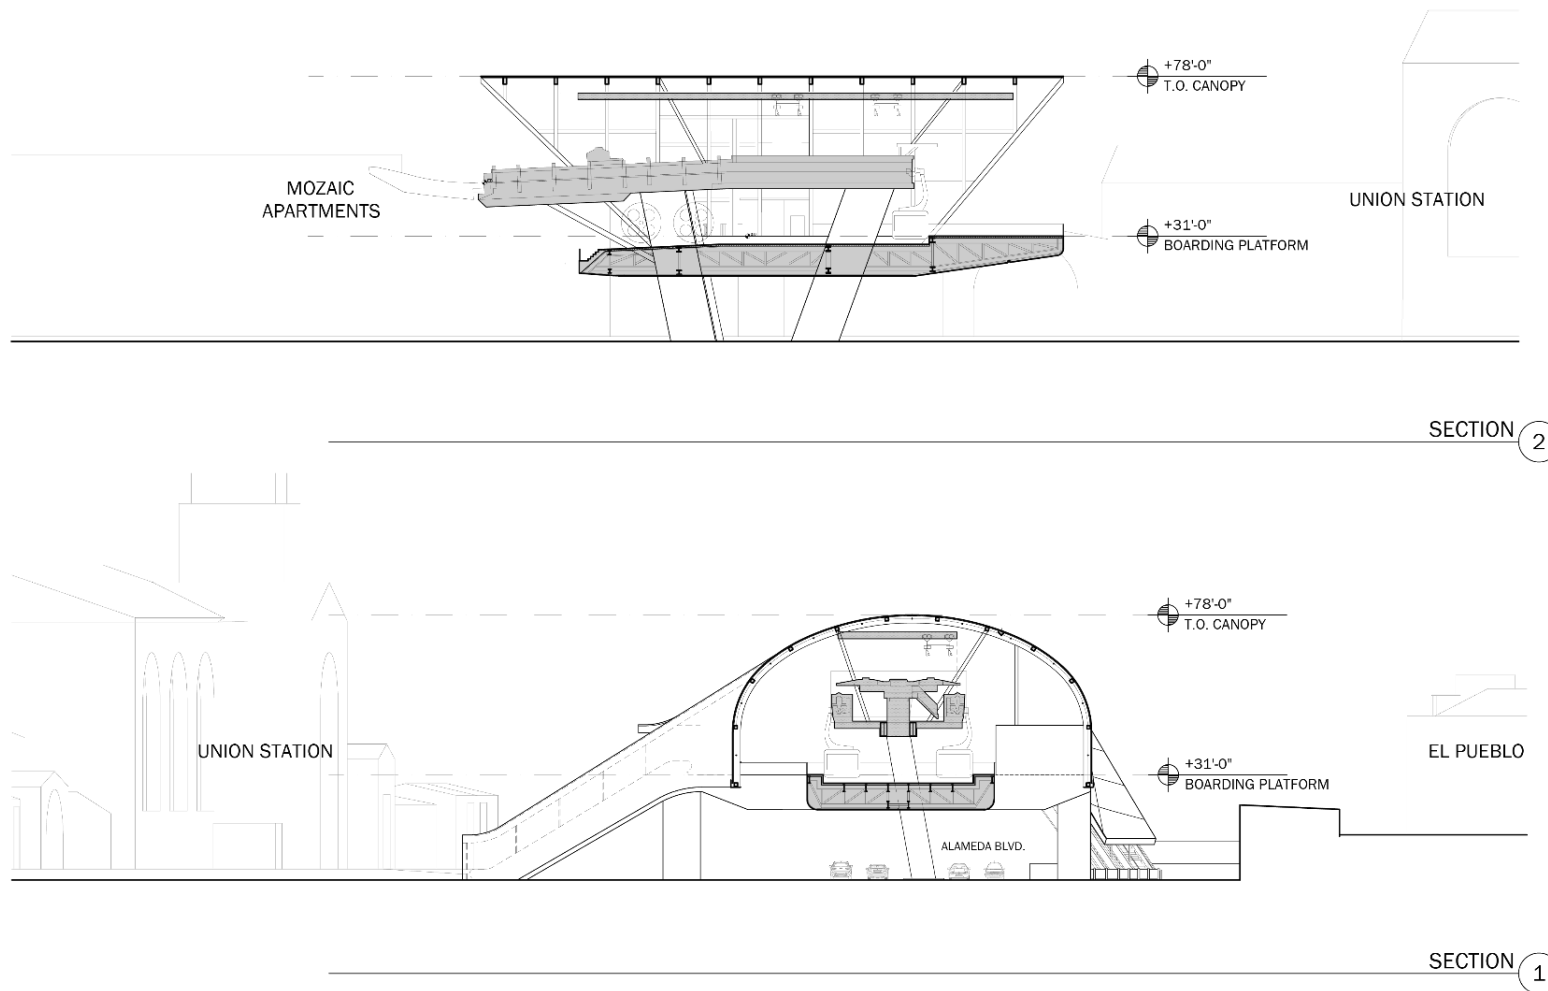 +78'-0"
T.O. CANOPY
MOZAIC
APARTMENTS
UNION STATION
+31'-0"
BOARDING PLATFORM
SECTION 2
+78'-0"
T.O. CANOPY
UNION STATION
EL PUEBLO
+31'-0"
BOARDING PLATFORM
ALAMEDA BLVD.
SECTION 1